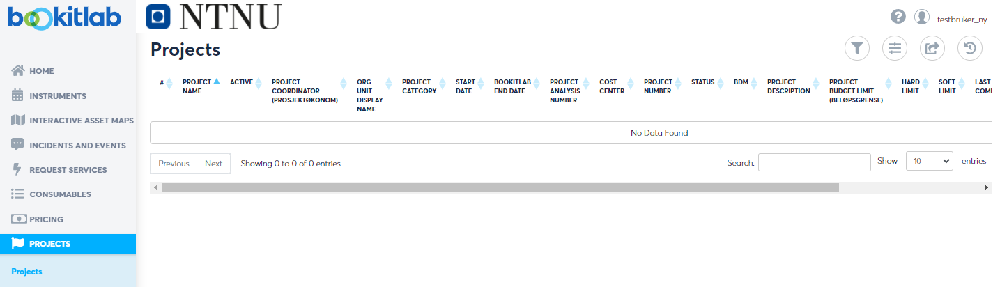 bookitlab
NTNU
testbruker_ny
Projects
HOME
INSTRUMENTS
INTERACTIVE ASSET MAPS
INCIDENTS AND EVENTS
REQUEST SERVICES
CONSUMABLES
PRICING
PROJECTS
Projects
#
PROJECT
NAME
ACTIVE
PROJECT
COORDINATOR
(PROSJEKTØKONOM)
ORG
UNIT
DISPLAY
NAME
PROJECT
CATEGORY
START
DATE
BOOKITLAB
END DATE
PROJECT
ANALYSIS
NUMBER
COST
CENTER
PROJECT
NUMBER
STATUS
BDM
PROJECT
DESCRIPTION
PROJECT
BUDGET LIMIT
(BELØPSGRENSE)
HARD
LIMIT
SOFT
LIMIT
LAST
No Data Found
Previous
Next
Showing 0 to 0 of 0 entries
Search:
Show 10 entries